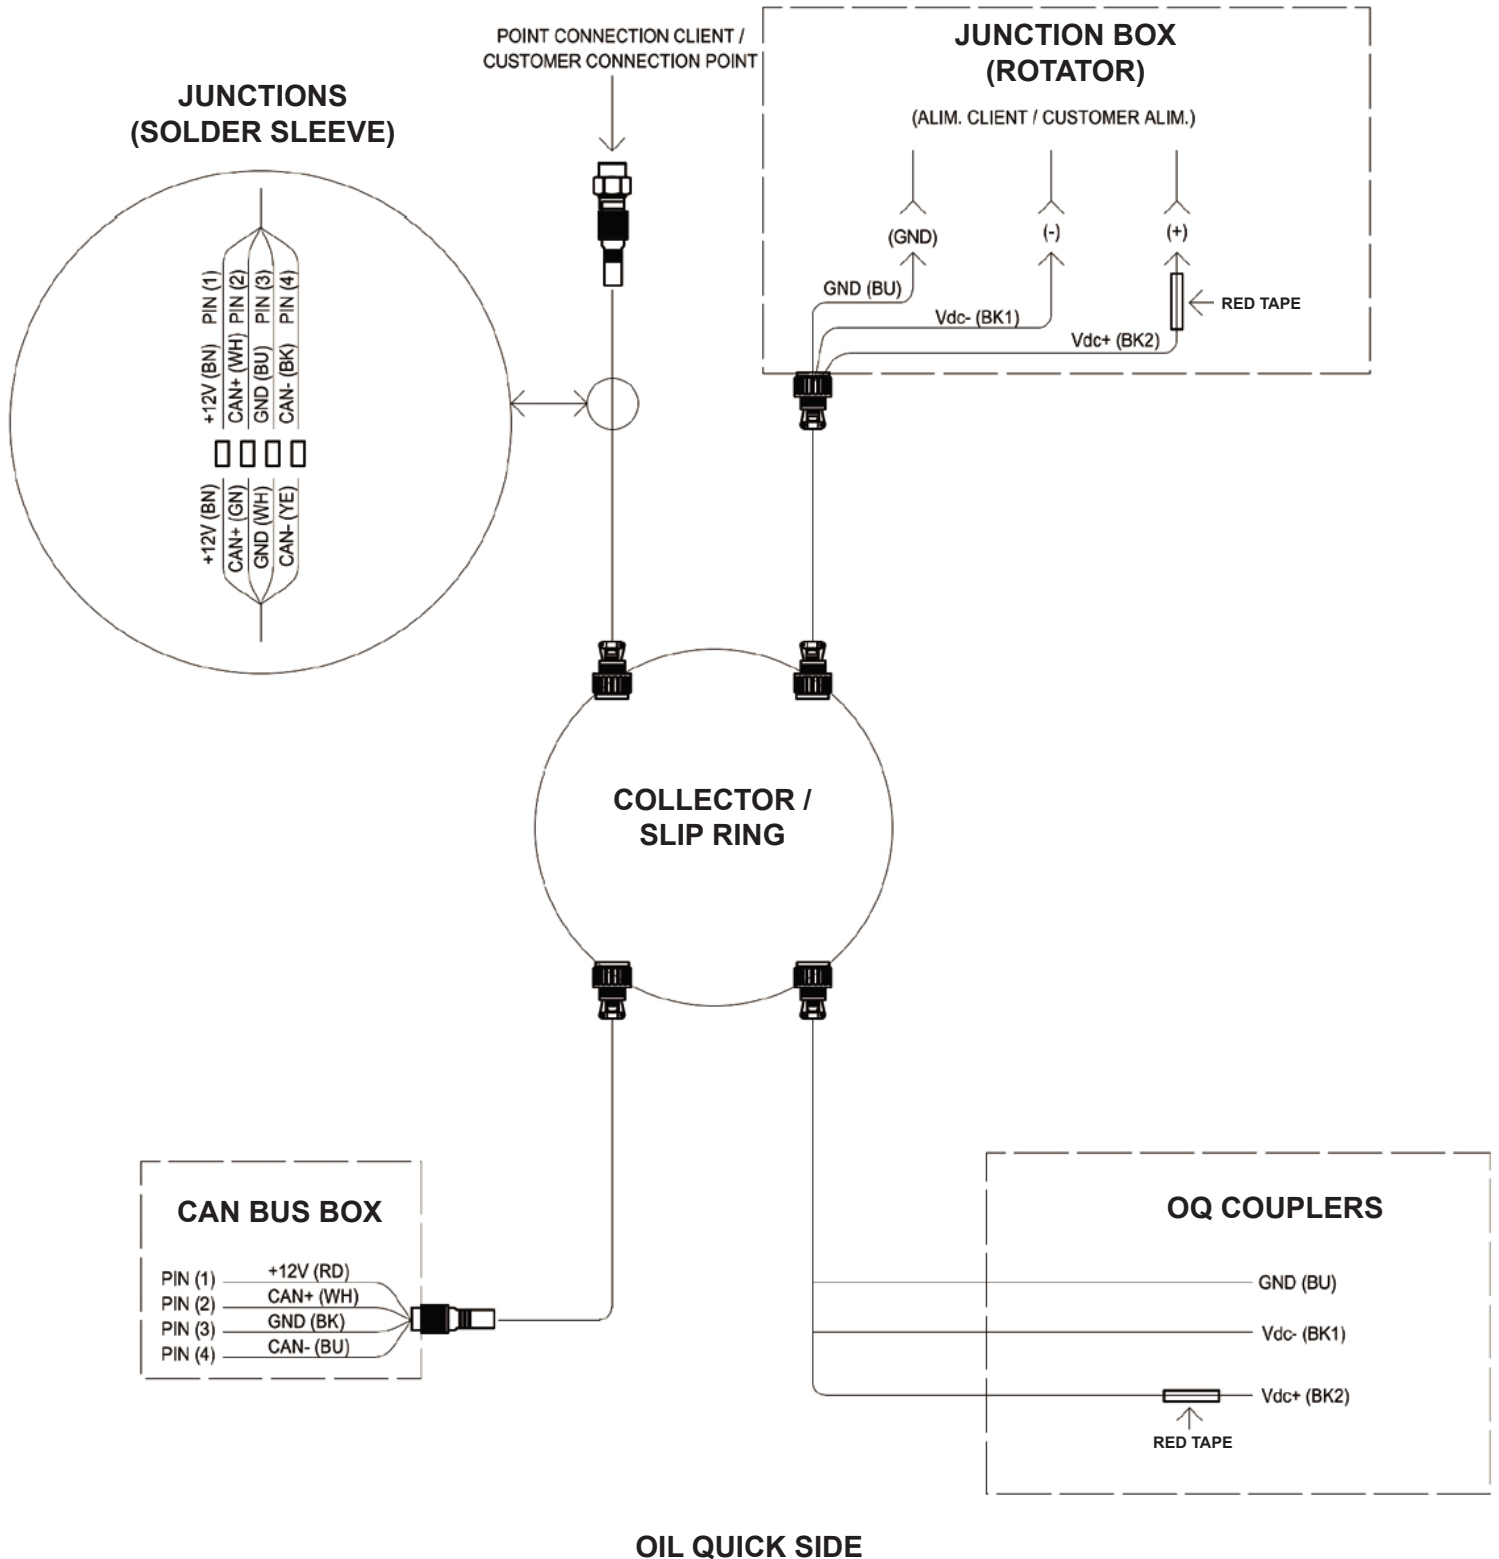 POINT CONNECTION CLIENT /
CUSTOMER CONNECTION POINT
JUNCTION BOX
(ROTATOR)
(ALIM. CLIENT / CUSTOMER ALIM.)
(GND)
(-)
(+)
GND (BU)
Vdc- (BK1)
Vdc+ (BK2)
RED TAPE
JUNCTIONS
(SOLDER SLEEVE)
PIN (1)
PIN (2)
PIN (3)
PIN (4)
+12V (BN)
CAN+ (WH)
GND (BU)
CAN- (BK)
+12V (BN)
CAN+ (GN)
GND (WH)
CAN- (YE)
COLLECTOR /
SLIP RING
CAN BUS BOX
PIN (1) +12V (RD)
PIN (2) CAN+ (WH)
PIN (3) GND (BK)
PIN (4) CAN- (BU)
OQ COUPLERS
GND (BU)
Vdc- (BK1)
Vdc+ (BK2)
RED TAPE
OIL QUICK SIDE